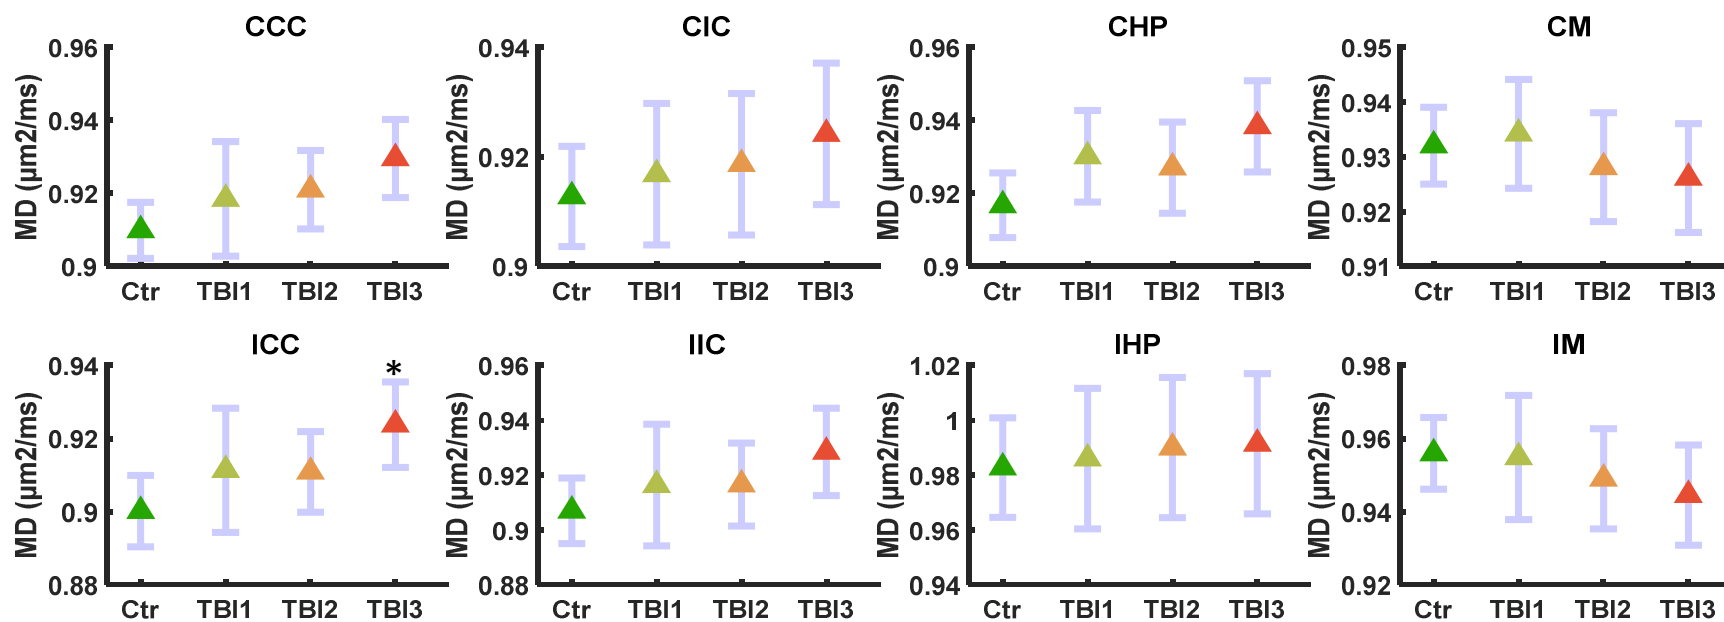 CCC
0.96
0.94
0.92
0.9
MD (μm2/ms)
Ctr TBI1 TBI2 TBI3
CIC
0.94
0.92
0.9
MD (μm2/ms)
Ctr TBI1 TBI2 TBI3
CHP
0.96
0.94
0.92
0.9
MD (μm2/ms)
Ctr TBI1 TBI2 TBI3
CM
0.95
0.94
0.93
0.92
0.91
MD (μm2/ms)
Ctr TBI1 TBI2 TBI3
ICC
0.94
0.92
0.9
0.88
MD (μm2/ms)
*
Ctr TBI1 TBI2 TBI3
IIC
0.96
0.94
0.92
0.9
0.88
MD (μm2/ms)
Ctr TBI1 TBI2 TBI3
IHP
1.02
1
0.98
0.96
0.94
MD (μm2/ms)
Ctr TBI1 TBI2 TBI3
IM
0.98
0.96
0.94
0.92
MD (μm2/ms)
Ctr TBI1 TBI2 TBI3